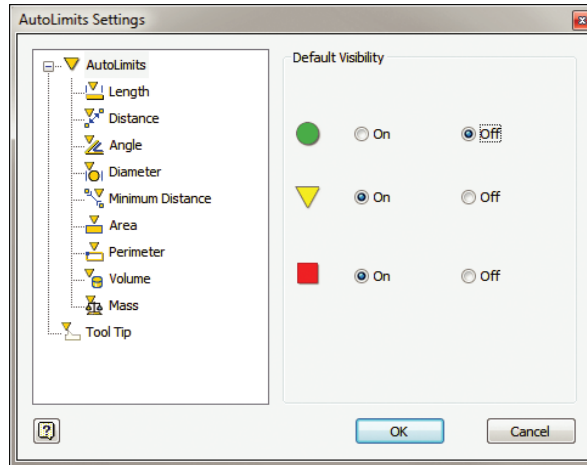 AutoLimits Settings
AutoLimits
Length
Distance
Angle
Diameter
Minimum Distance
Area
Perimeter
Volume
Mass
Tool Tip
Default Visibility
On Off
On Off
On Off
OK Cancel